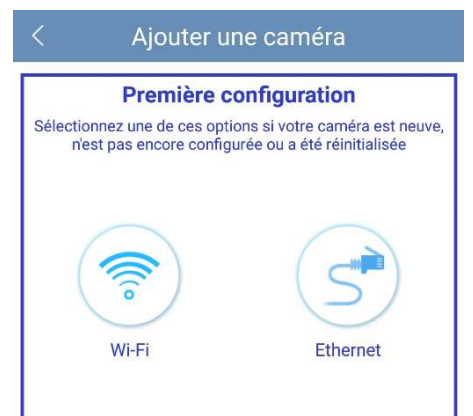 Ajouter une caméra
Première configuration
Sélectionnez une de ces options si votre caméra est neuve,
n'est pas encore configurée ou a été réinitialisée
Wi-Fi
Ethernet